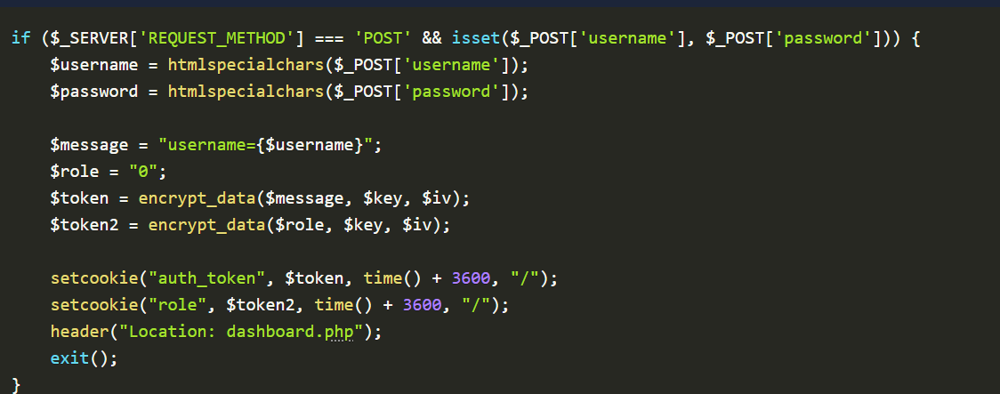 if ($_SERVER['REQUEST_METHOD'] === 'POST' && isset($_POST['username'], $_POST['password'])) {
    $username = htmlspecialchars($_POST['username']);
    $password = htmlspecialchars($_POST['password']);

    $message = "username={$username}";
    $role = "0";
    $token = encrypt_data($message, $key, $iv);
    $token2 = encrypt_data($role, $key, $iv);

    setcookie("auth_token", $token, time() + 3600, "/");
    setcookie("role", $token2, time() + 3600, "/");
    header("Location: dashboard.php");
    exit();
}